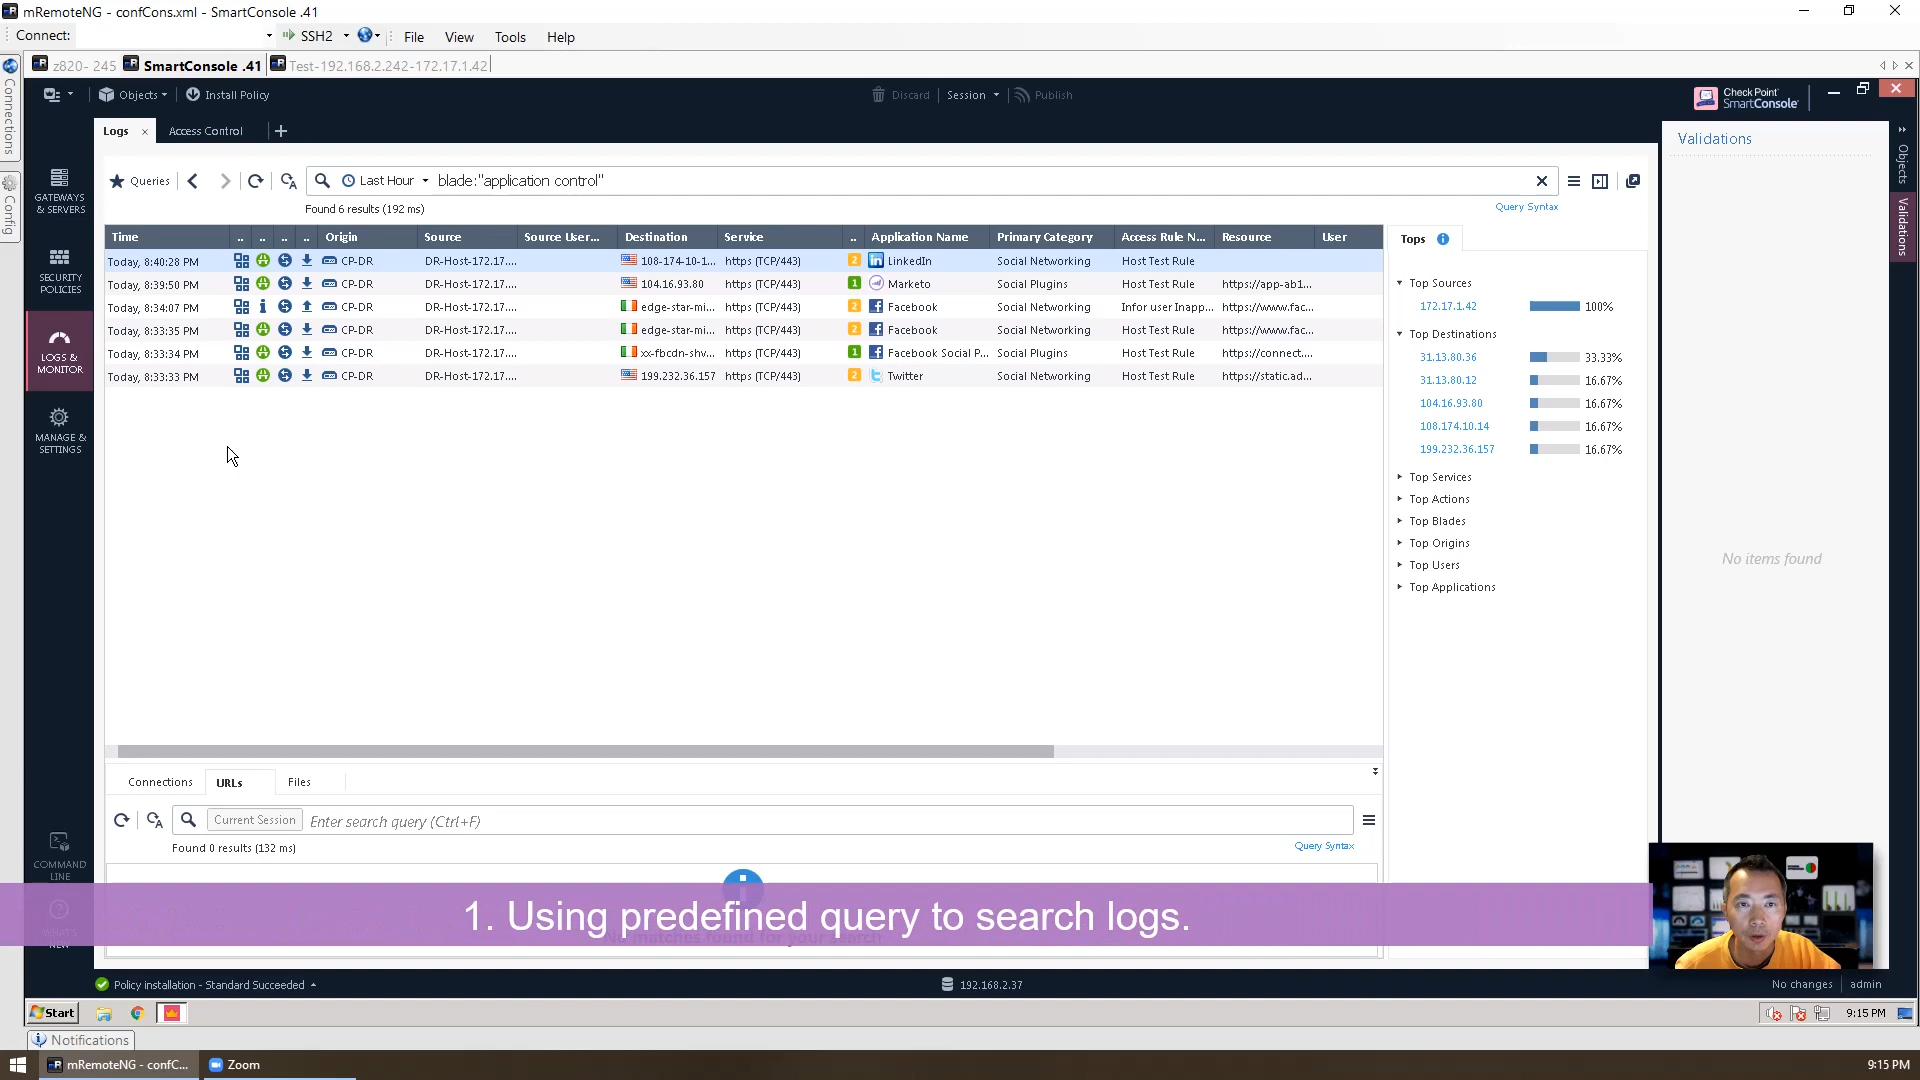 mRemoteNG - confCons.xml - SmartConsole .41
Connect: SSH2 File View Tools Help
z820- 245 SmartConsole .41 Test-192.168.2.242-172.17.1.42
Connections
Config
Objects Install Policy Discard Session Publish Check Point SmartConsole
Logs Access Control
Validations
Objects
Validations
GATEWAYS & SERVERS
SECURITY POLICIES
LOGS & MONITOR
MANAGE & SETTINGS
COMMAND LINE
NEW
Queries Last Hour blade:"application control"
Found 6 results (192 ms) Query Syntax
Time .. .. .. .. Origin Source Source User... Destination Service .. Application Name Primary Category Access Rule N... Resource User
Today, 8:40:28 PM CP-DR DR-Host-172.17.... 108-174-10-1... https (TCP/443) 2 LinkedIn Social Networking Host Test Rule
Today, 8:39:50 PM CP-DR DR-Host-172.17.... 104.16.93.80 https (TCP/443) 1 Marketo Social Plugins Host Test Rule https://app-ab1...
Today, 8:34:07 PM CP-DR DR-Host-172.17.... edge-star-mi... https (TCP/443) 2 Facebook Social Networking Infor user Inapp... https://www.fac...
Today, 8:33:35 PM CP-DR DR-Host-172.17.... edge-star-mi... https (TCP/443) 2 Facebook Social Networking Host Test Rule https://www.fac...
Today, 8:33:34 PM CP-DR DR-Host-172.17.... xx-fbcdn-shv... https (TCP/443) 1 Facebook Social P... Social Plugins Host Test Rule https://connect....
Today, 8:33:33 PM CP-DR DR-Host-172.17.... 199.232.36.157 https (TCP/443) 2 Twitter Social Networking Host Test Rule https://static.ad...
Tops
Top Sources
172.17.1.42 100%
Top Destinations
31.13.80.36 33.33%
31.13.80.12 16.67%
104.16.93.80 16.67%
108.174.10.14 16.67%
199.232.36.157 16.67%
Top Services
Top Actions
Top Blades
Top Origins
Top Users
Top Applications
No items found
Connections URLs Files
Current Session Enter search query (Ctrl+F)
Found 0 results (132 ms) Query Syntax
1. Using predefined query to search logs.
Policy installation - Standard Succeeded 192.168.2.37 No changes admin
Start 9:15 PM
Notifications
mRemoteNG - confC... Zoom 9:15 PM